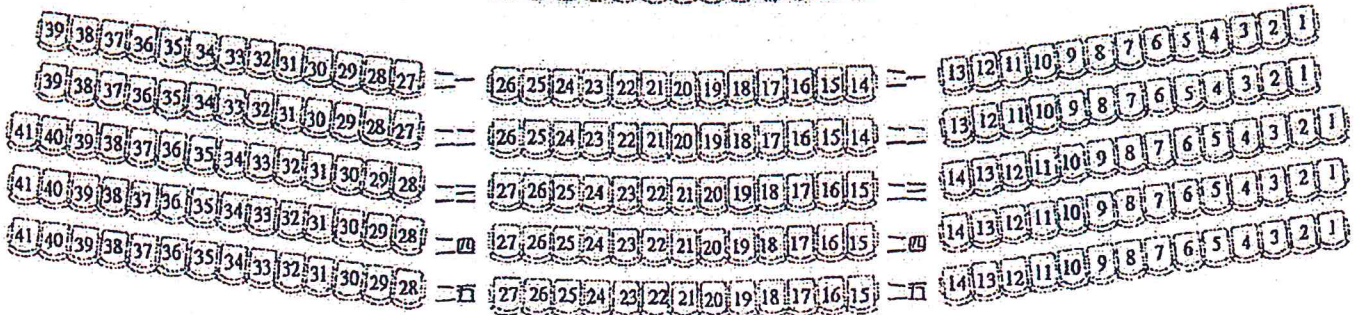 39 38 37 36 35 34 33 32 31 30 29 28 27 二一 26 25 24 23 22 21 20 19 18 17 16 15 14 二一 13 12 11 10 9 8 7 6 5 4 3 2 1
39 38 37 36 35 34 33 32 31 30 29 28 27 二二 26 25 24 23 22 21 20 19 18 17 16 15 14 二二 13 12 11 10 9 8 7 6 5 4 3 2 1
41 40 39 38 37 36 35 34 33 32 31 30 29 28 二三 27 26 25 24 23 22 21 20 19 18 17 16 15 二三 14 13 12 11 10 9 8 7 6 5 4 3 2 1
41 40 39 38 37 36 35 34 33 32 31 30 29 28 二四 27 26 25 24 23 22 21 20 19 18 17 16 15 二四 14 13 12 11 10 9 8 7 6 5 4 3 2 1
41 40 39 38 37 36 35 34 33 32 31 30 29 28 二五 27 26 25 24 23 22 21 20 19 18 17 16 15 二五 14 13 12 11 10 9 8 7 6 5 4 3 2 1